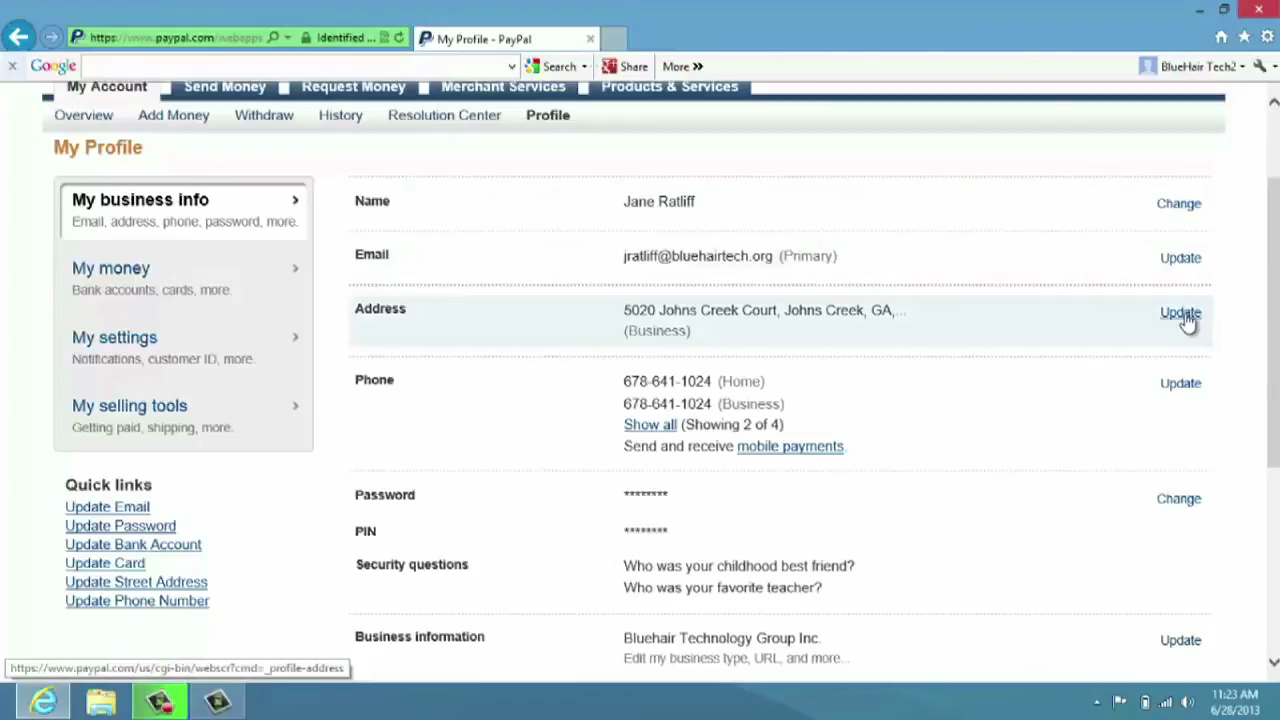 https://www.paypal.com/webapps
Identified ...
My Profile - PayPal
Google
Search
Share
More »
BlueHair Tech2
My Account
Send Money
Request Money
Merchant Services
Products & Services
Overview
Add Money
Withdraw
History
Resolution Center
Profile
My Profile
My business info
Email, address, phone, password, more.
My money
Bank accounts, cards, more.
My settings
Notifications, customer ID, more.
My selling tools
Getting paid, shipping, more.
Quick links
Update Email
Update Password
Update Bank Account
Update Card
Update Street Address
Update Phone Number
Name
Jane Ratliff
Change
Email
jratliff@bluehairtech.org (Primary)
Update
Address
5020 Johns Creek Court, Johns Creek, GA,...
(Business)
Update
Phone
678-641-1024 (Home)
678-641-1024 (Business)
Show all (Showing 2 of 4)
Send and receive mobile payments.
Update
Password
********
Change
PIN
********
Security questions
Who was your childhood best friend?
Who was your favorite teacher?
Business information
Bluehair Technology Group Inc.
Edit my business type, URL, and more...
Update
https://www.paypal.com/us/cgi-bin/webscr?cmd=_profile-address
11:23 AM
6/28/2013